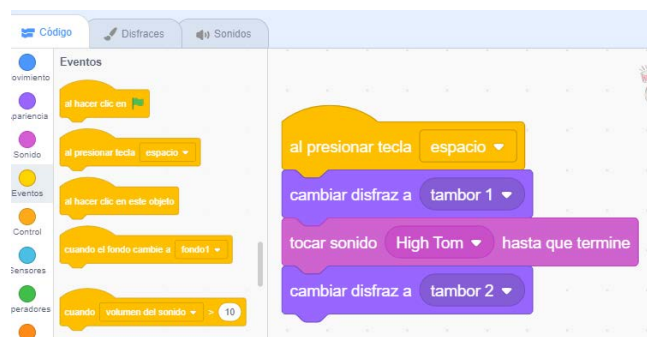 Código
Disfraces
Sonidos
ovimiento
pariencia
Sonido
Eventos
Control
Sensores
peradores
Eventos
al hacer clic en
al presionar tecla espacio
al hacer clic en este objeto
cuando el fondo cambie a fondo1
cuando volumen del sonido > 10
al presionar tecla espacio
cambiar disfraz a tambor 1
tocar sonido High Tom hasta que termine
cambiar disfraz a tambor 2